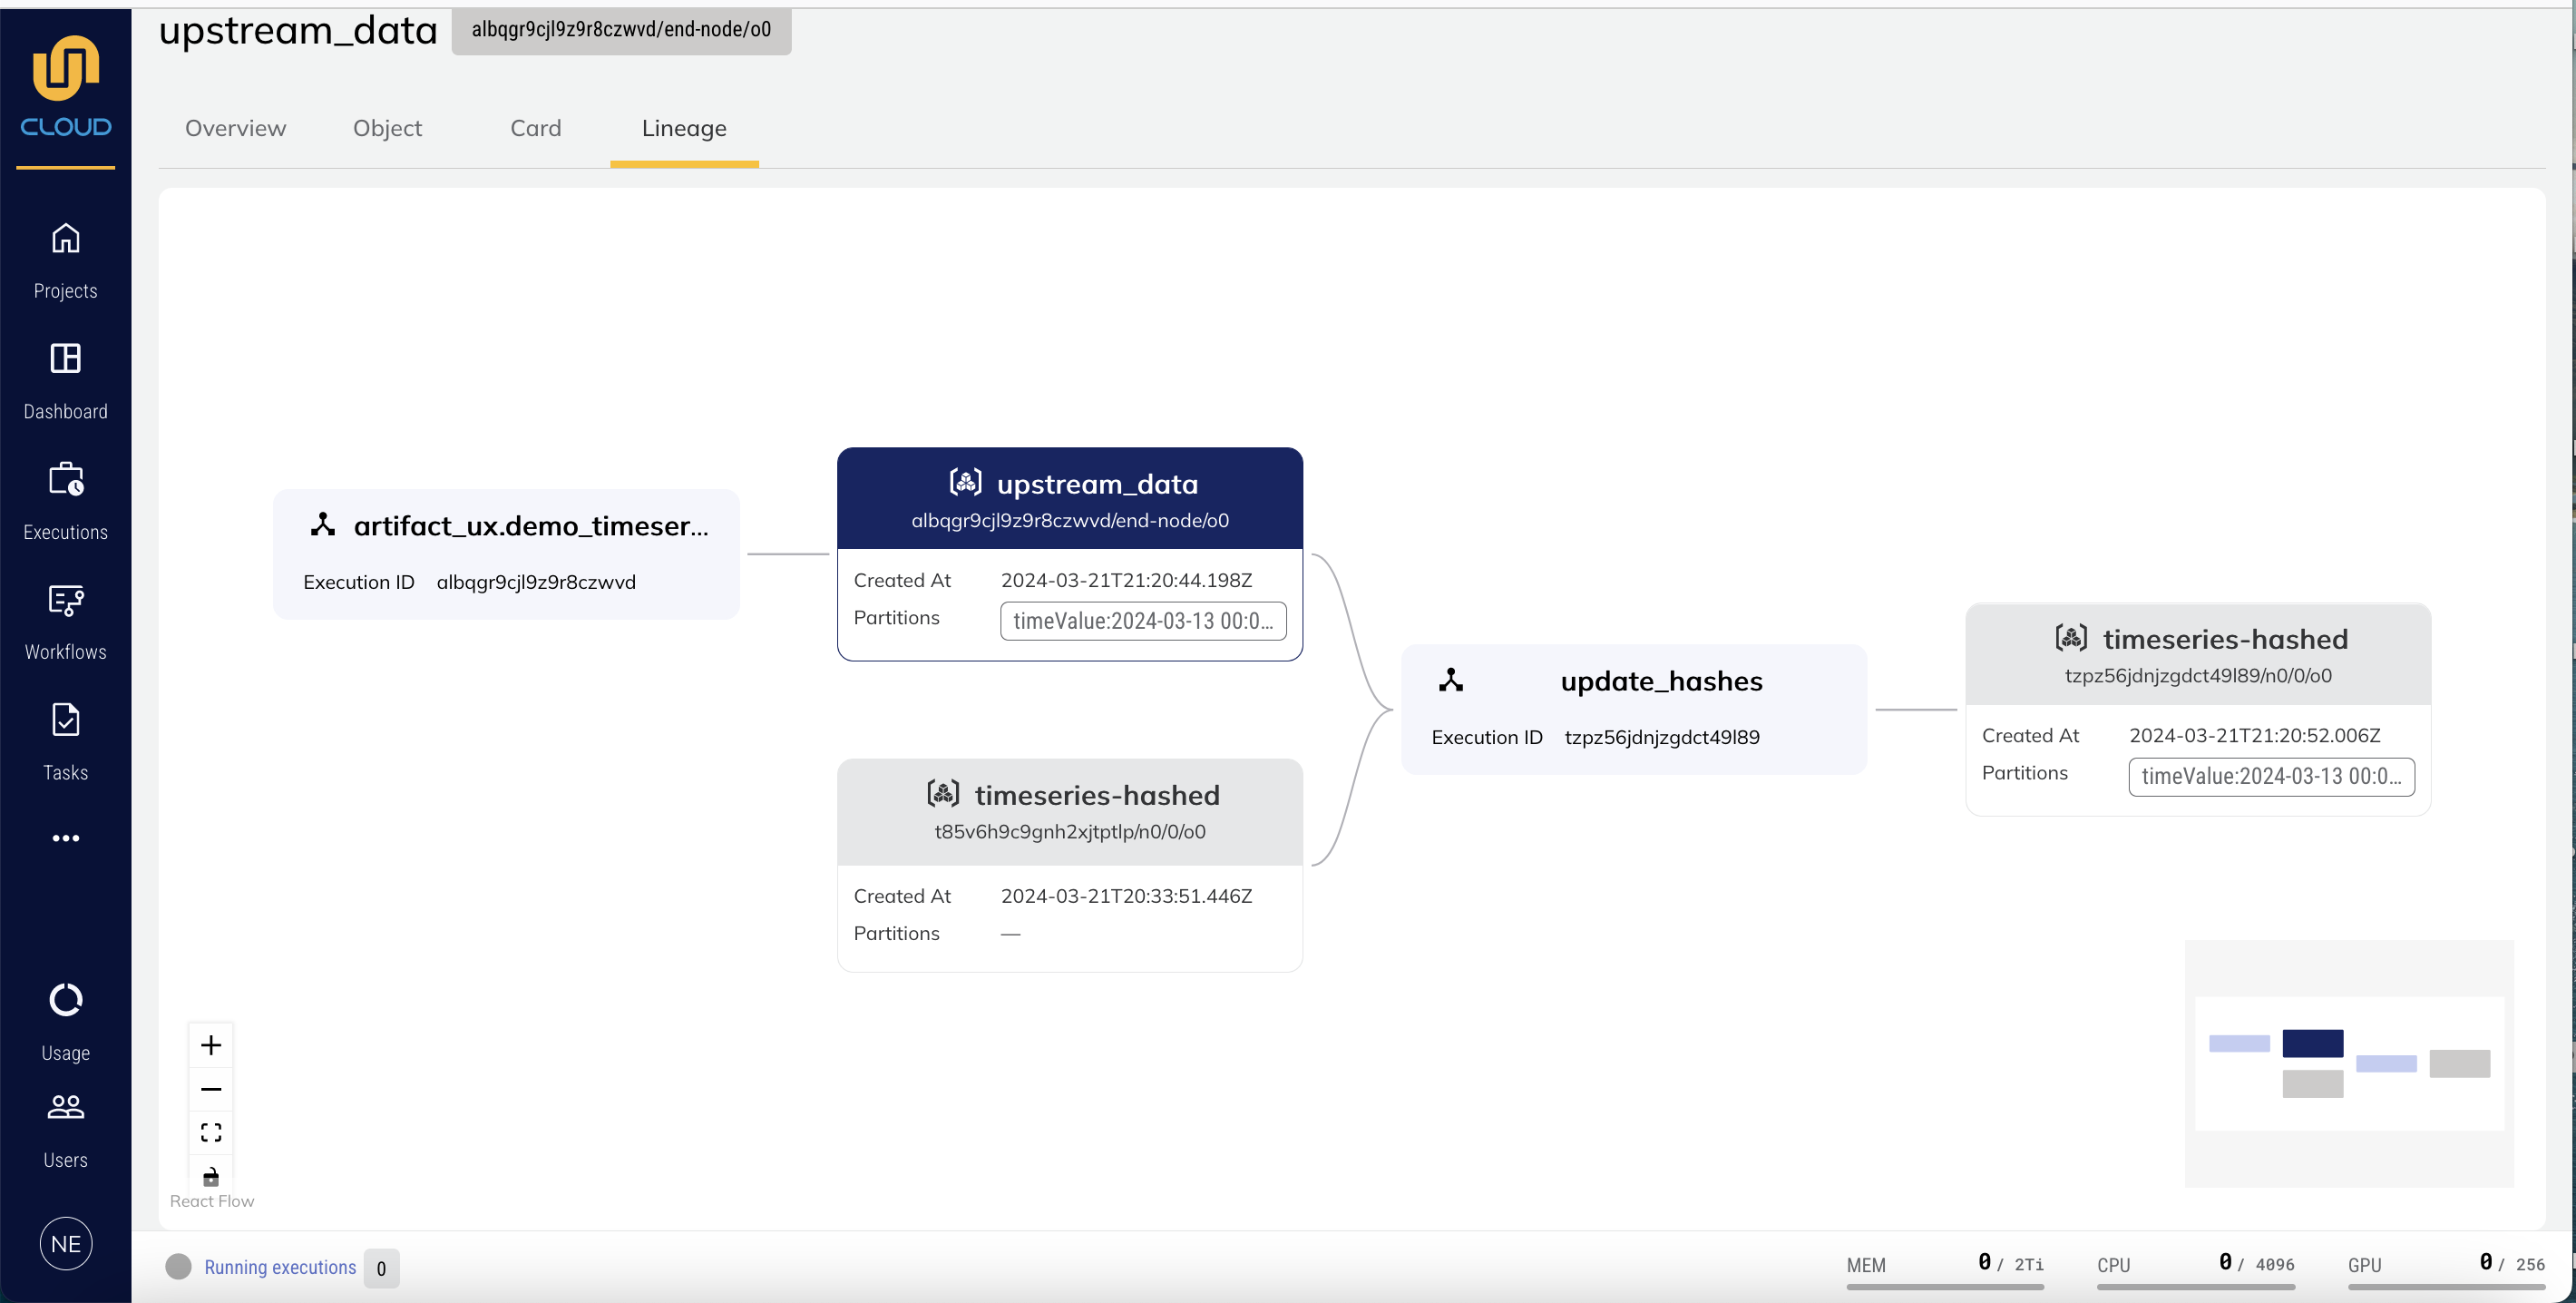 upstream_data
albqgr9cjl9z9r8czwvd/end-node/o0
CLOUD
Overview
Object
Card
Lineage
Projects
Dashboard
Executions
Workflows
Tasks
Usage
Users
NE
artifact_ux.demo_timeser...
Execution ID albqgr9cjl9z9r8czwvd
upstream_data
albqgr9cjl9z9r8czwvd/end-node/o0
Created At 2024-03-21T21:20:44.198Z
Partitions timeValue:2024-03-13 00:0...
timeseries-hashed
t85v6h9c9gnh2xjtptlp/n0/0/o0
Created At 2024-03-21T20:33:51.446Z
Partitions —
update_hashes
Execution ID tzpz56jdnjzgdct49l89
timeseries-hashed
tzpz56jdnjzgdct49l89/n0/0/o0
Created At 2024-03-21T21:20:52.006Z
Partitions timeValue:2024-03-13 00:0...
React Flow
Running executions 0
MEM 0 / 2Ti
CPU 0 / 4096
GPU 0 / 256